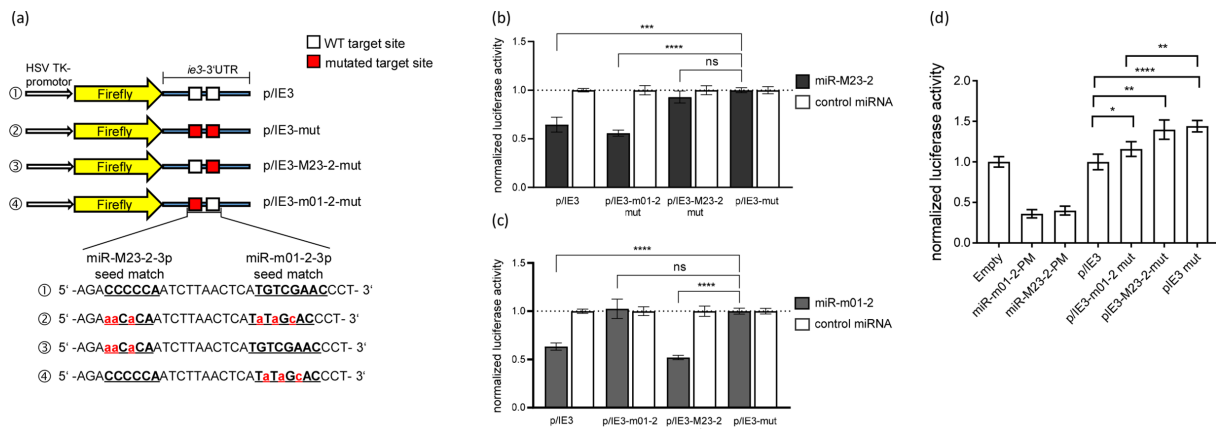 (a)
HSV TK-
promotor
ie3-3'UTR
WT target site
mutated target site
① Firefly p/IE3
② Firefly p/IE3-mut
③ Firefly p/IE3-M23-2-mut
④ Firefly p/IE3-m01-2-mut
miR-M23-2-3p
seed match
miR-m01-2-3p
seed match
① 5‘ -AGACCCCCAATCTTAACTCATGTCGAACCCT- 3‘
② 5‘ -AGAaaCaCAATCTTAACTCATaTaGcACCCT- 3‘
③ 5‘ -AGAaaCaCAATCTTAACTCATGTCGAACCCT- 3‘
④ 5‘ -AGACCCCCAATCTTAACTCATaTaGcACCCT- 3‘
(b)
normalized luciferase activity
1.5
1.0
0.5
0.0
***
****
ns
miR-M23-2
control miRNA
p/IE3
p/IE3-m01-2
mut
p/IE3-M23-2
mut
p/IE3-mut
(c)
normalized luciferase activity
1.5
1.0
0.5
0.0
****
ns
****
miR-m01-2
control miRNA
p/IE3
p/IE3-m01-2
p/IE3-M23-2
p/IE3-mut
(d)
normalized luciferase activity
2.0
1.5
1.0
0.5
0.0
**
****
**
*
Empty
miR-m01-2-PM
miR-M23-2-PM
p/IE3
p/IE3-m01-2 mut
pIE3-M23-2-mut
pIE3 mut